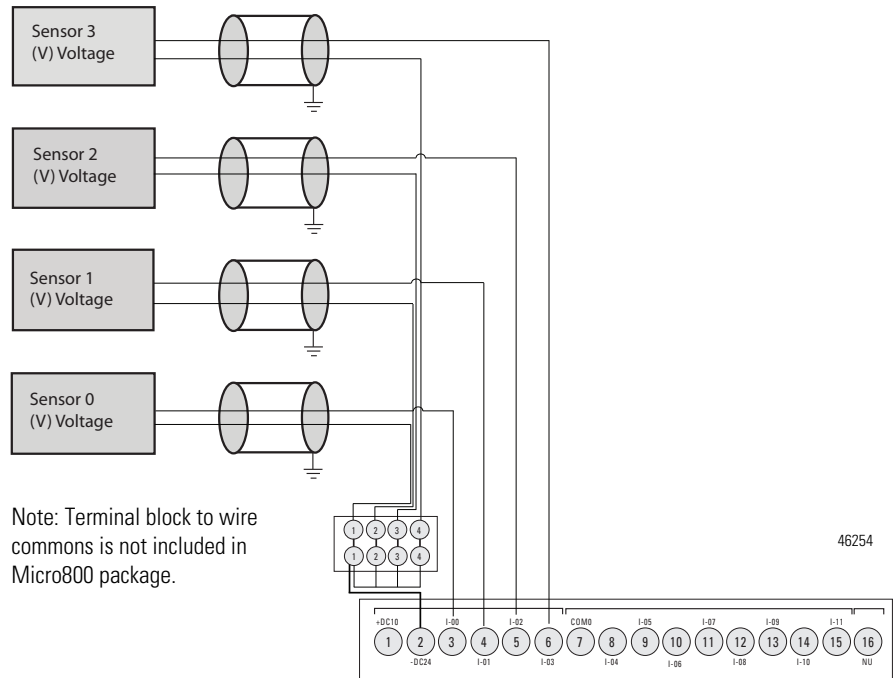 Sensor 3
(V) Voltage
Sensor 2
(V) Voltage
Sensor 1
(V) Voltage
Sensor 0
(V) Voltage
Note: Terminal block to wire
commons is not included in
Micro800 package.
1 2 3 4
1 2 3 4
46254
+DC10 I-00 I-02 COM0 I-05 I-07 I-09 I-11
1 2 3 4 5 6 7 8 9 10 11 12 13 14 15 16
-DC24 I-01 I-03 I-04 I-06 I-08 I-10 NU